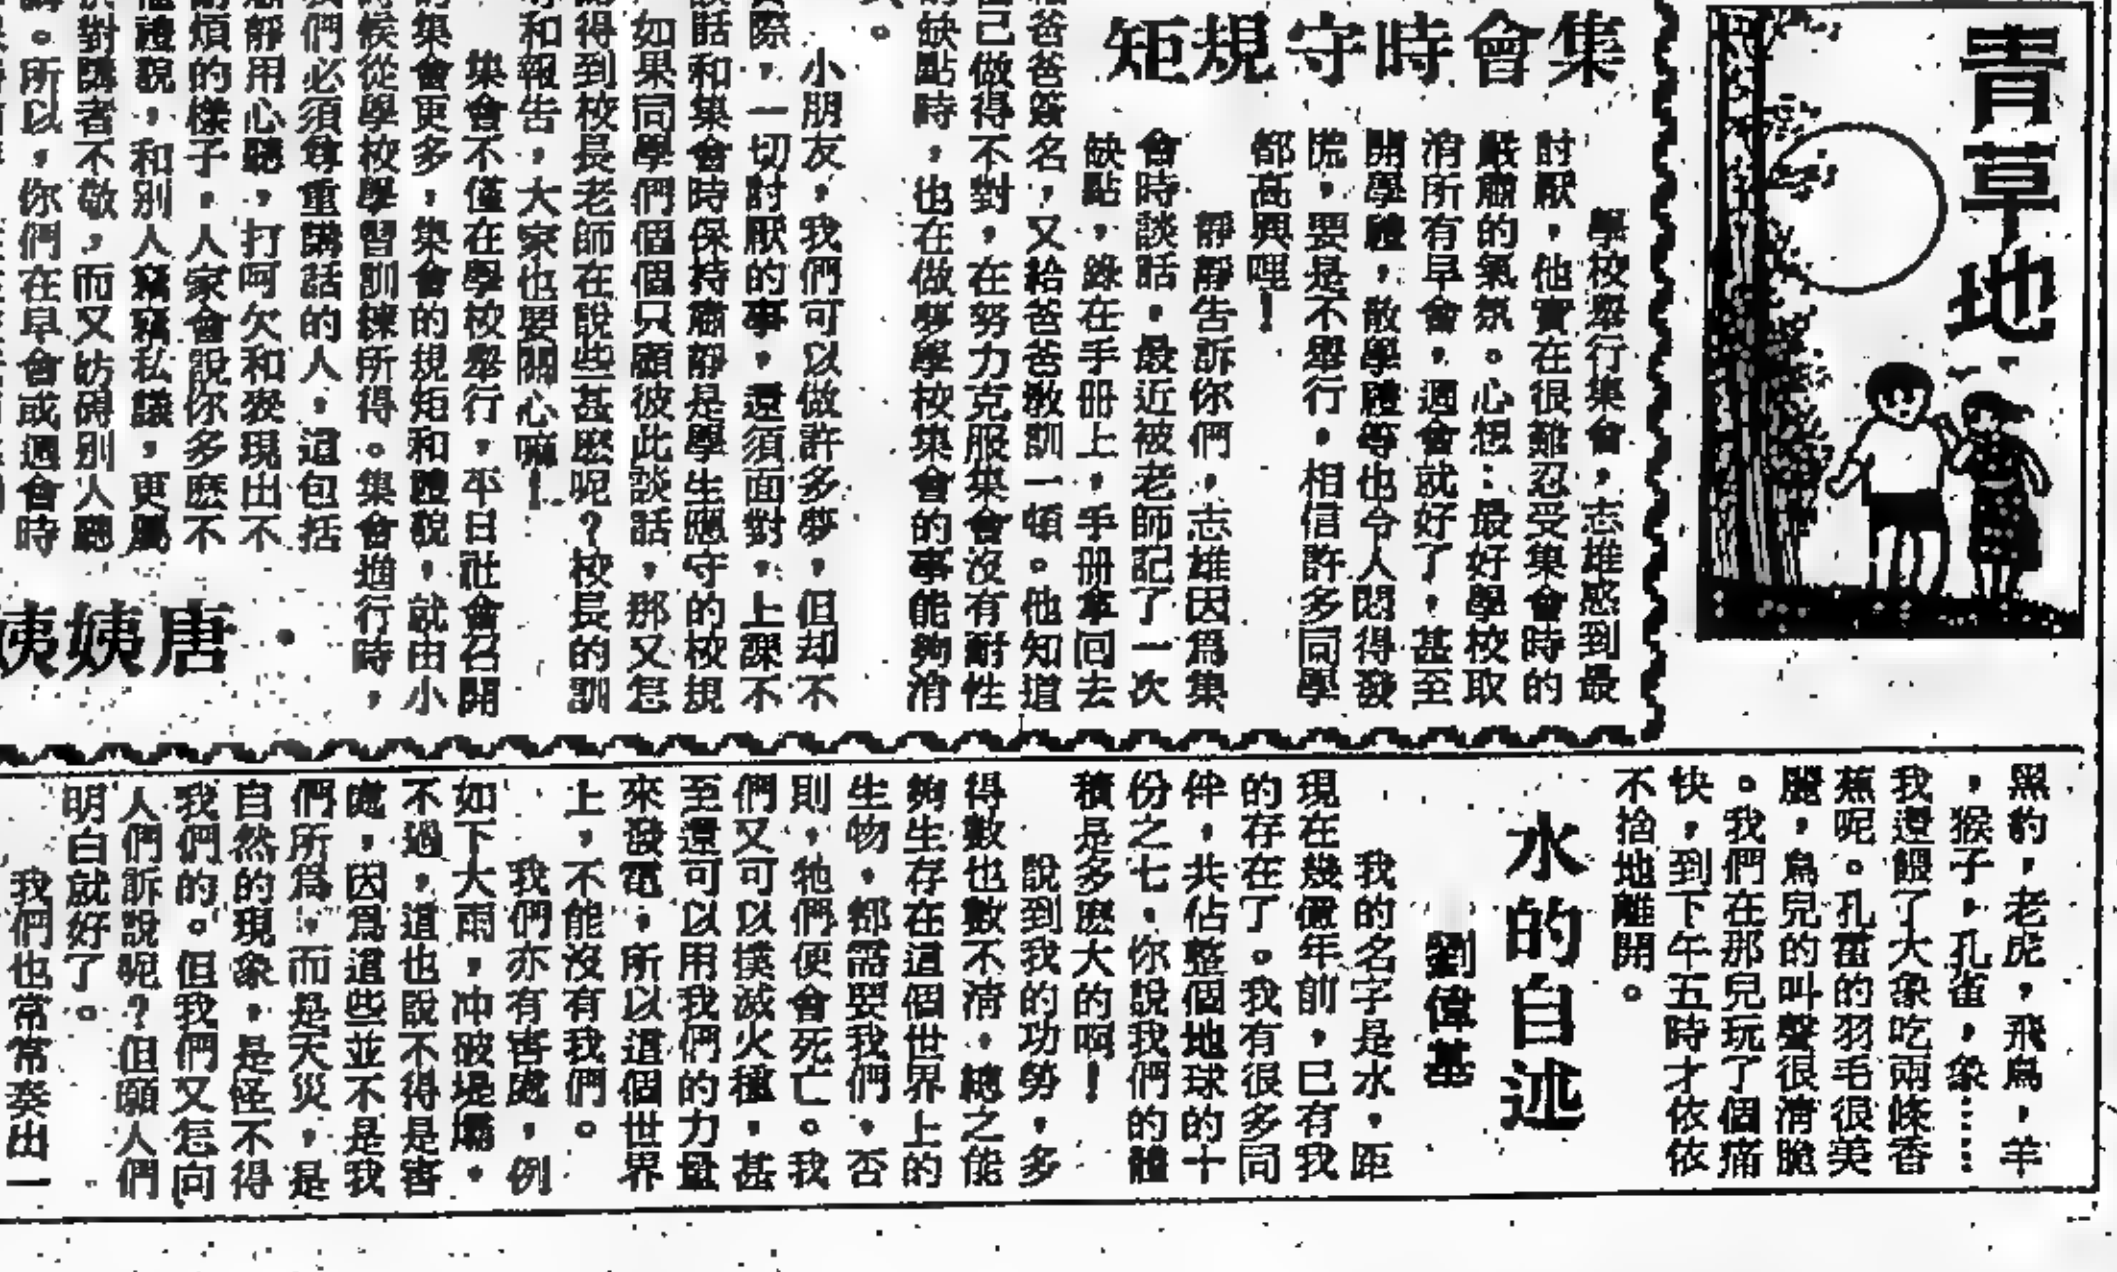 青草地
集會時守規矩
學校舉行集會,志雄感到最
討厭,他實在很難忍受集會時的
嚴肅的氣氛。心想:最好學校取
消所有早會,週會就好了,甚至
開學禮,散學禮等也令人悶得發
慌,要是不舉行,相信許多同學
都高興哩!
靜靜告訴你們,志雄因爲集
會時談話,最近被老師記了一次
缺點,錄在手册上,手册拿回去
給爸爸簽名,又給爸爸教訓一頓。他知道
自己做得不對,在努力克服集會沒有耐性
的缺點時,也在做夢學校集會的事能夠消
。
小朋友,我們可以做許多夢,但却不
實際,一切討厭的事,還須面對,上課不
談話和集會時保持肅靜是學生應守的校規
,如果同學們個個只顧彼此談話,那又怎
能得到校長老師在說些甚麽呢?校長的訓
和報告,大家也要關心嘛!
集會不僅在學校舉行,平日社會召開
的集會更多,集會的規矩和禮貌,就由小
時候從學校學習訓練所得。集會進行時,
我們必須尊重講話的人,這包括
靜用心聽,打呵欠和表現出不
耐煩的樣子,人家會說你多麽不
禮貌,和别人竊竊私議,更屬
對講者不敬,而又妨碍别人聽
講。所以,你們在早會或週會時
·唐姨姨
黑豹,老虎,飛鳥,羊
,猴子,孔雀,象……
我還餵了大象吃兩條香
蕉呢。孔雀的羽毛很美
麗,鳥兒的叫聲很清脆
。我們在那兒玩了個痛
快,到下午五時才依依
不捨地離開。
水的自述
劉偉基
我的名字是水,距
現在幾億年前,已有我
的存在了。我有很多同
伴,共佔整個地球的十
份之七,你說我們的體
積是多麽大的啊!
說到我的功勞,多
得數也數不清,總之能
夠生存在這個世界上的
生物,都需要我們,否
則,牠們便會死亡。我
們又可以撲滅火種,甚
至還可以用我們的力量
來發電,所以這個世界
上,不能沒有我們。
我們亦有害處,例
如下大雨,冲破堤壩,
不過,這也說不得是害
處,因爲這些並不是我
們所爲,而是天災,是
自然的現象,是怪不得
我們的。但我們又怎向
人們訴說呢?但願人們
明白就好了。
我們也常常奏出一